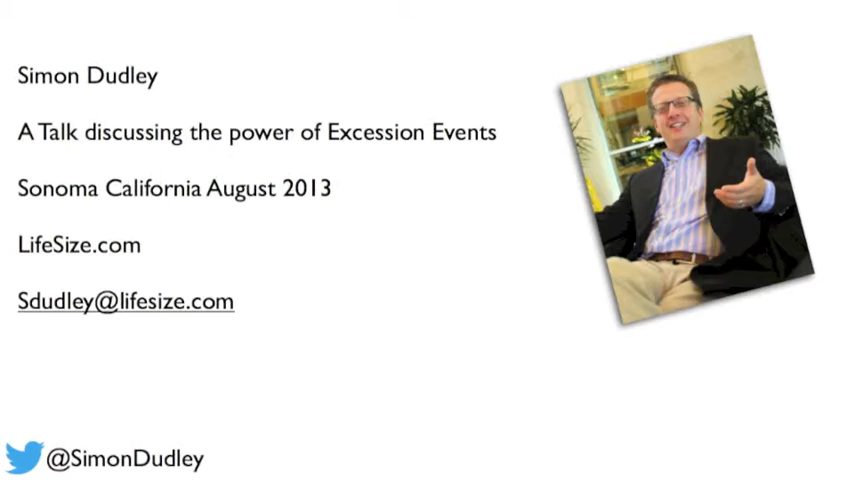 Simon Dudley
A Talk discussing the power of Excession Events
Sonoma California August 2013
LifeSize.com
Sdudley@lifesize.com
@SimonDudley